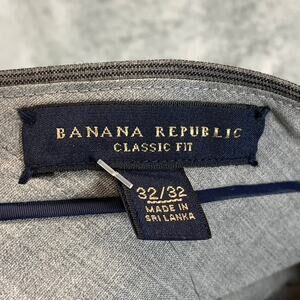 BANANA REPUBLIC
CLASSIC FIT
32/32
MADE IN
SRI LANKA